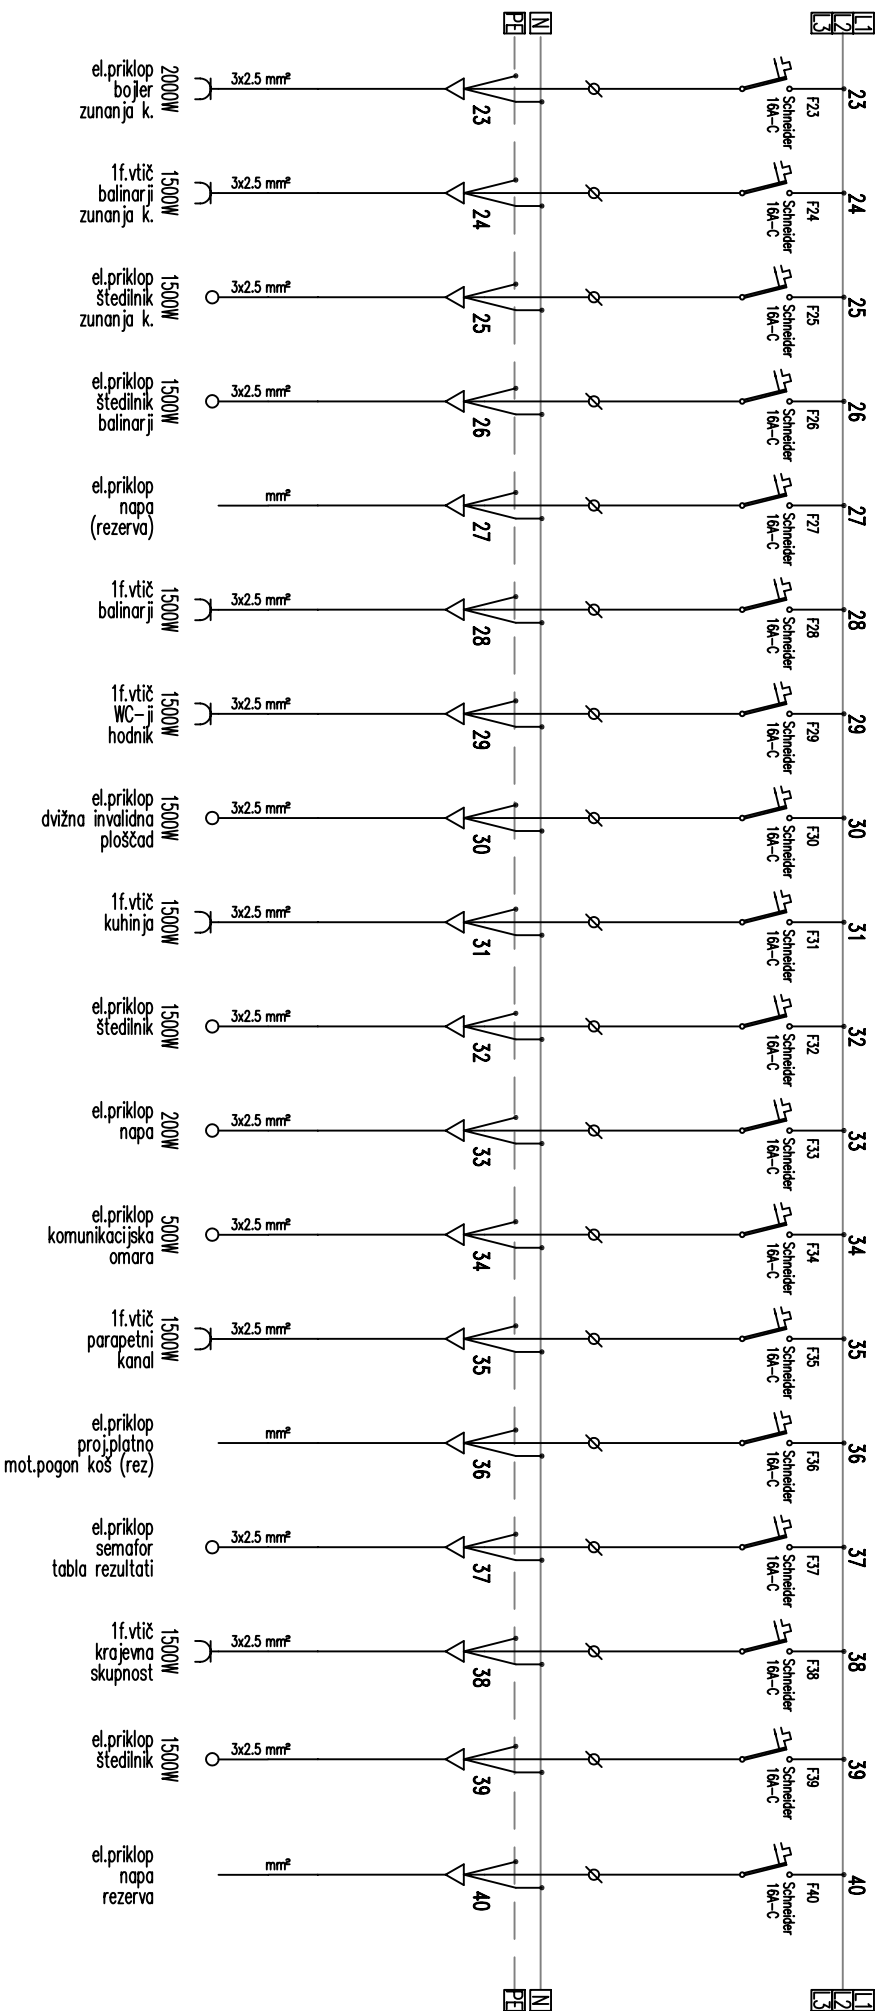 L1
L2
L3
N
PE
23
F23
Schneider
16A-C
23
3x2.5 mm²
2000W
el.priklop
bojler
zunanja k.
24
F24
Schneider
16A-C
24
3x2.5 mm²
1500W
1f.vtič
balinarji
zunanja k.
25
F25
Schneider
16A-C
25
3x2.5 mm²
1500W
el.priklop
štedilnik
zunanja k.
26
F26
Schneider
16A-C
26
3x2.5 mm²
1500W
el.priklop
štedilnik
balinarji
27
F27
Schneider
16A-C
27
mm²
el.priklop
napa
(rezerva)
28
F28
Schneider
16A-C
28
3x2.5 mm²
1500W
1f.vtič
balinarji
29
F29
Schneider
16A-C
29
3x2.5 mm²
1500W
1f.vtič
WC-ji
hodnik
30
F30
Schneider
16A-C
30
3x2.5 mm²
1500W
el.priklop
dvižna invalidna
ploščad
31
F31
Schneider
16A-C
31
3x2.5 mm²
1500W
1f.vtič
kuhinja
32
F32
Schneider
16A-C
32
3x2.5 mm²
1500W
el.priklop
štedilnik
33
F33
Schneider
16A-C
33
3x2.5 mm²
200W
el.priklop
napa
34
F34
Schneider
16A-C
34
3x2.5 mm²
500W
el.priklop
komunikacijska
omara
35
F35
Schneider
16A-C
35
3x2.5 mm²
1500W
1f.vtič
parapetni
kanal
36
F36
Schneider
16A-C
36
mm²
el.priklop
proj.platno
mot.pogon koš (rez)
37
F37
Schneider
16A-C
37
3x2.5 mm²
el.priklop
semafor
tabla rezultati
38
F38
Schneider
16A-C
38
3x2.5 mm²
1500W
1f.vtič
krajevna
skupnost
39
F39
Schneider
16A-C
39
3x2.5 mm²
1500W
el.priklop
štedilnik
40
F40
Schneider
16A-C
40
mm²
el.priklop
napa
rezerva
L1
L2
L3
N
PE